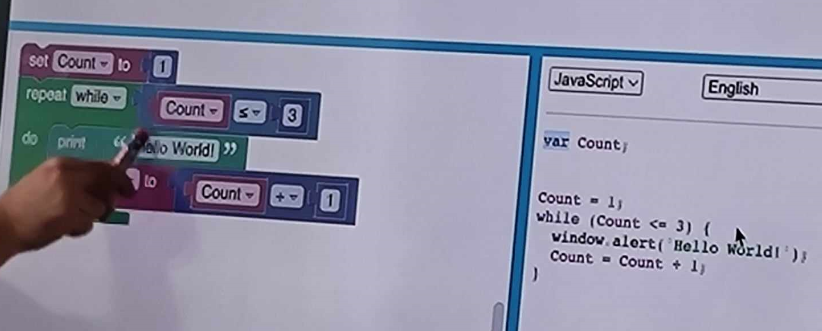 set Count to 1
repeat while Count ≤ 3
do print “ Hello World! ”
to Count + 1
JavaScript
English
var Count;
Count = 1;
while (Count <= 3) {
window.alert('Hello World!');
Count = Count + 1;
}